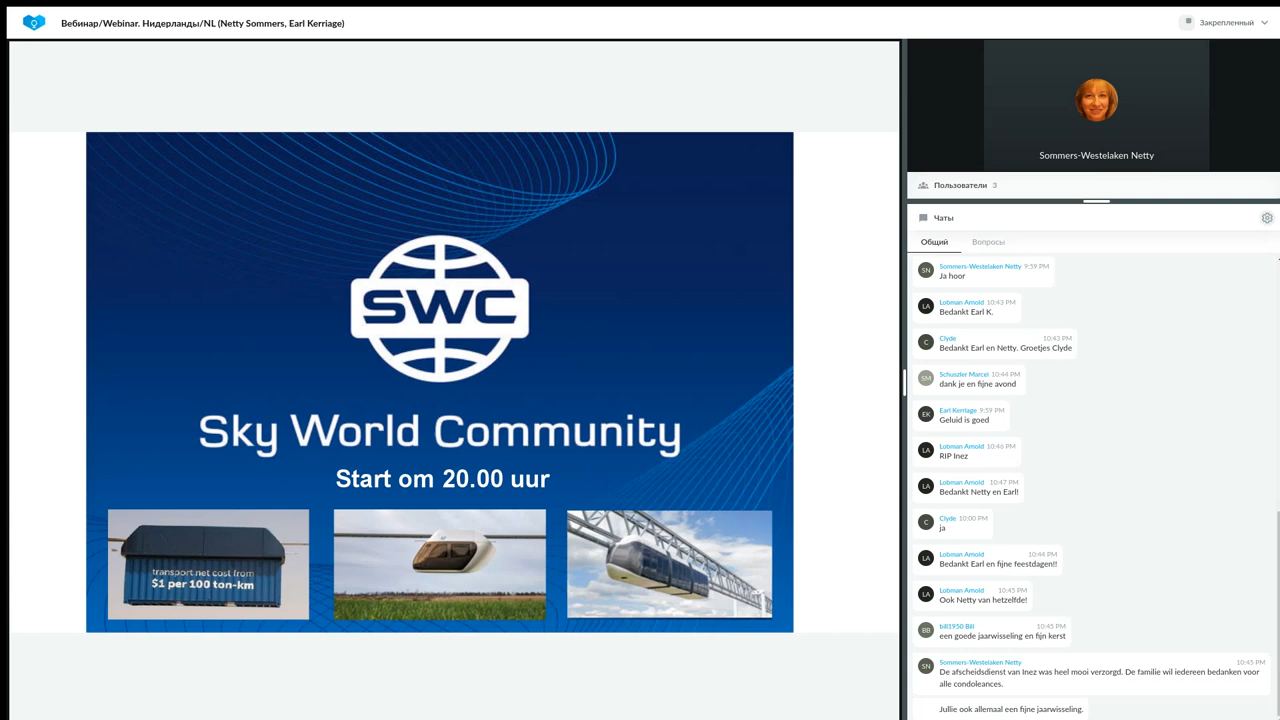 Вебинар/Webinar. Нидерланды/NL (Netty Sommers, Earl Kerriage)
Закрепленный
SWC
Sky World Community
Start om 20.00 uur
transport net cost from
$1 per 100 ton-km
Sommers-Westelaken Netty
Пользователи 3
Чаты
Общий Вопросы
SN
Sommers-Westelaken Netty 9:59 PM
Ja hoor
LA
Lobman Arnold 10:43 PM
Bedankt Earl K.
C
Clyde 10:43 PM
Bedankt Earl en Netty. Groetjes Clyde
SM
Schuszler Marcel 10:44 PM
dank je en fijne avond
EK
Earl Kerriage 9:59 PM
Geluid is goed
LA
Lobman Arnold 10:46 PM
RIP Inez
LA
Lobman Arnold 10:47 PM
Bedankt Netty en Earl!
C
Clyde 10:00 PM
ja
LA
Lobman Arnold 10:44 PM
Bedankt Earl en fijne feestdagen!!
LA
Lobman Arnold 10:45 PM
Ook Netty van hetzelfde!
BB
bill1950 Bill 10:45 PM
een goede jaarwisseling en fijn kerst
SN
Sommers-Westelaken Netty 10:45 PM
De afscheidsdienst van Inez was heel mooi verzorgd. De familie wil iedereen bedanken voor
alle condoleances.
Jullie ook allemaal een fijne jaarwisseling.